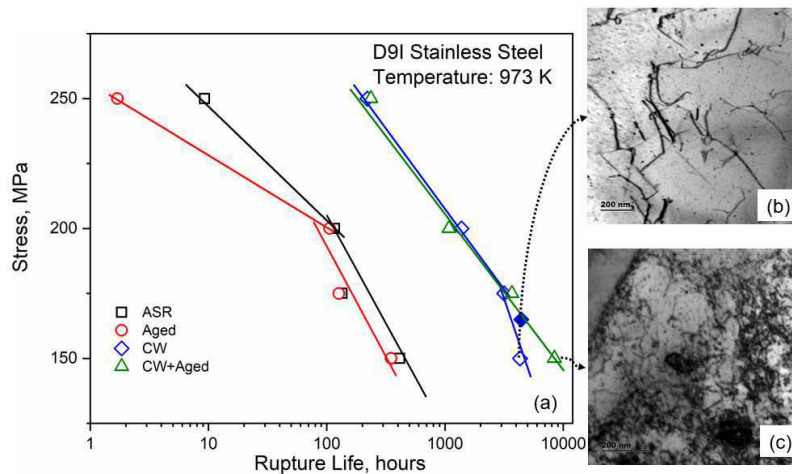 D9I Stainless Steel
Temperature: 973 K
250
200
150
Stress, MPa
ASR
Aged
CW
CW+Aged
(a)
1
10
100
1000
10000
Rupture Life, hours
200 nm
(b)
200 nm
(c)